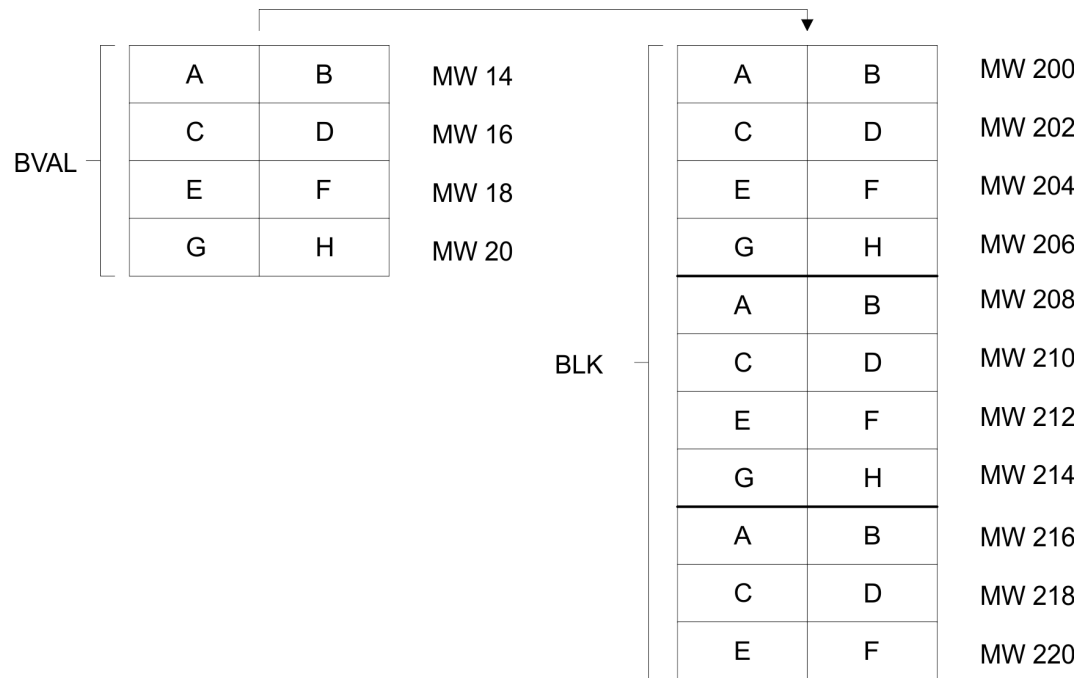 A B MW 14
C D MW 16
BVAL
E F MW 18
G H MW 20
A B MW 200
C D MW 202
E F MW 204
G H MW 206
A B MW 208
BLK
C D MW 210
E F MW 212
G H MW 214
A B MW 216
C D MW 218
E F MW 220